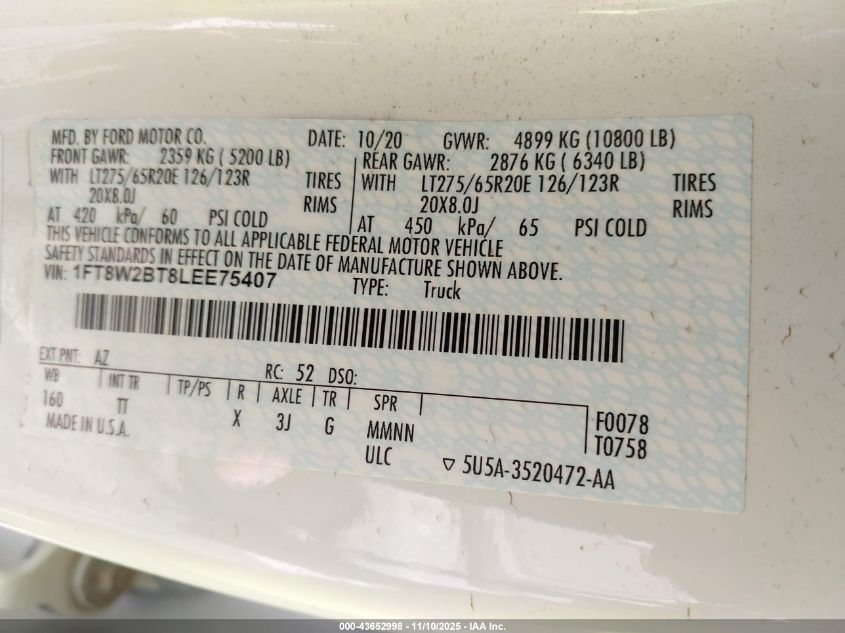 MFD. BY FORD MOTOR CO. DATE: 10/20 GVWR: 4899 KG (10800 LB)
FRONT GAWR: 2359 KG ( 5200 LB) REAR GAWR: 2876 KG ( 6340 LB)
WITH LT275/65R20E 126/123R TIRES WITH LT275/65R20E 126/123R TIRES
20X8.0J RIMS 20X8.0J RIMS
AT 420 kPa/ 60 PSI COLD AT 450 kPa/ 65 PSI COLD
THIS VEHICLE CONFORMS TO ALL APPLICABLE FEDERAL MOTOR VEHICLE
SAFETY STANDARDS IN EFFECT ON THE DATE OF MANUFACTURE SHOWN ABOVE.
VIN: 1FT8W2BT8LEE75407 TYPE: Truck
EXT PNT: AZ RC: 52 DSO:
WB INT TR TP/PS R AXLE TR SPR
160 TT X 3J G MMNN F0078
MADE IN U.S.A. ULC T0758
▽ 5U5A-3520472-AA
000-43652998 - 11/10/2025 - IAA Inc.